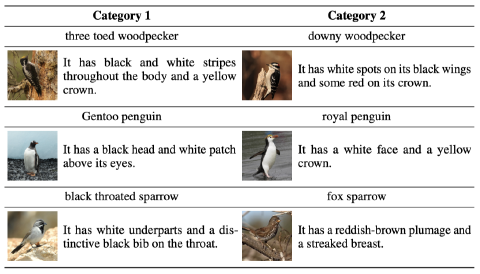 Category 1 Category 2
three toed woodpecker downy woodpecker
It has black and white stripes
throughout the body and a yellow
crown.
It has white spots on its black wings
and some red on its crown.
Gentoo penguin royal penguin
It has a black head and white patch
above its eyes.
It has a white face and a yellow
crown.
black throated sparrow fox sparrow
It has white underparts and a dis-
tinctive black bib on the throat.
It has a reddish-brown plumage and
a streaked breast.